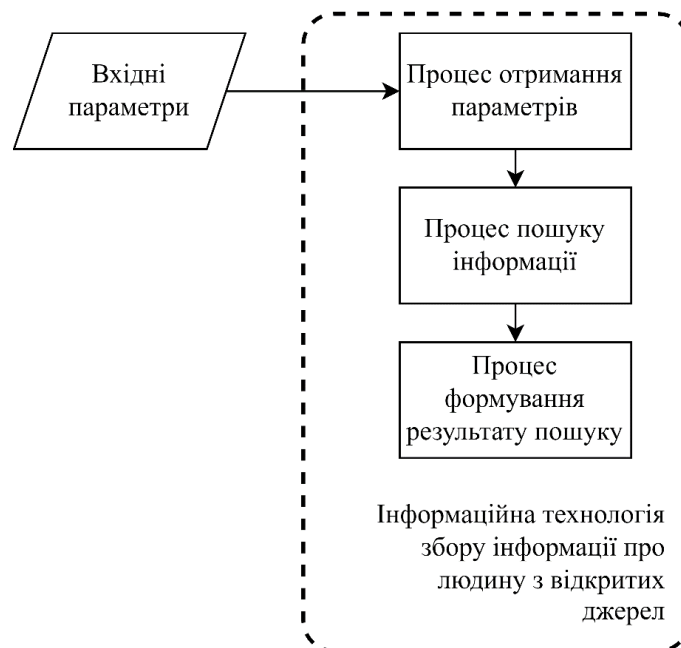 Вхідні
параметри
Процес отримання
параметрів
Процес пошуку
інформації
Процес
формування
результату пошуку
Інформаційна технологія
збору інформації про
людину з відкритих
джерел